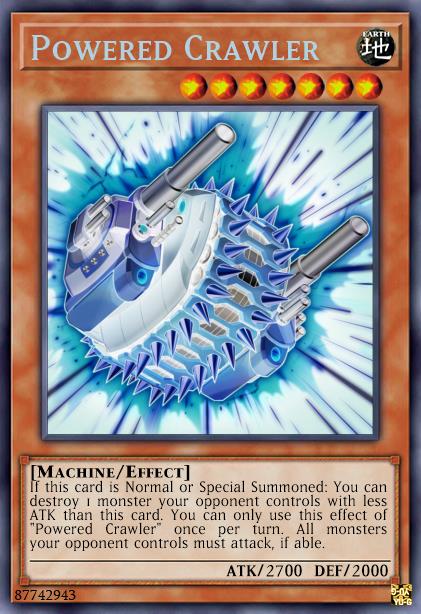 POWERED CRAWLER
EARTH
地
[MACHINE/EFFECT]
If this card is Normal or Special Summoned: You can
destroy 1 monster your opponent controls with less
ATK than this card. You can only use this effect of
"Powered Crawler" once per turn. All monsters
your opponent controls must attack, if able.
ATK/2700 DEF/2000
87742943